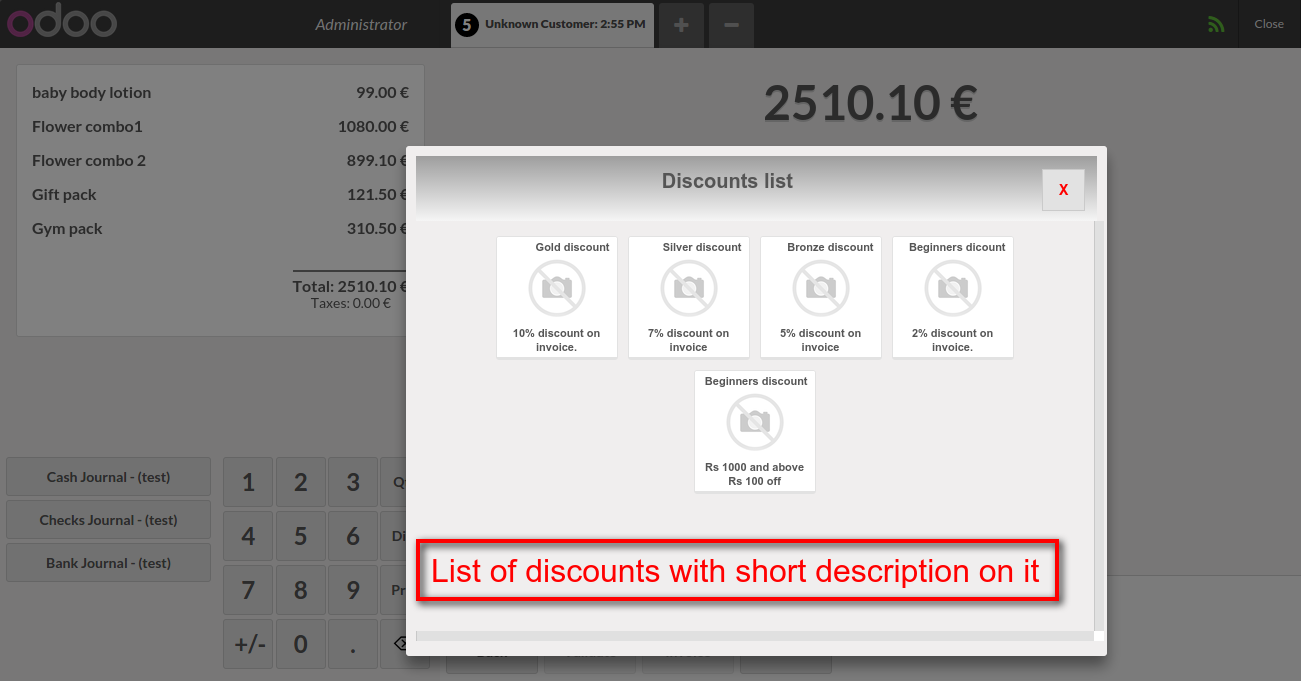 odoo
Administrator
5 Unknown Customer: 2:55 PM
+
−
Close
baby body lotion 99.00 €
Flower combo1 1080.00 €
Flower combo 2 899.10 €
Gift pack 121.50 €
Gym pack 310.50 €
Total: 2510.10 €
Taxes: 0.00 €
2510.10 €
Discounts list
X
Gold discount
10% discount on
invoice.
Silver discount
7% discount on
invoice
Bronze discount
5% discount on
invoice
Beginners dicount
2% discount on
invoice.
Beginners discount
Rs 1000 and above
Rs 100 off
List of discounts with short description on it
Cash Journal - (test)
Checks Journal - (test)
Bank Journal - (test)
1 2 3
4 5 6 Di
7 8 9 Pr
+/- 0 .